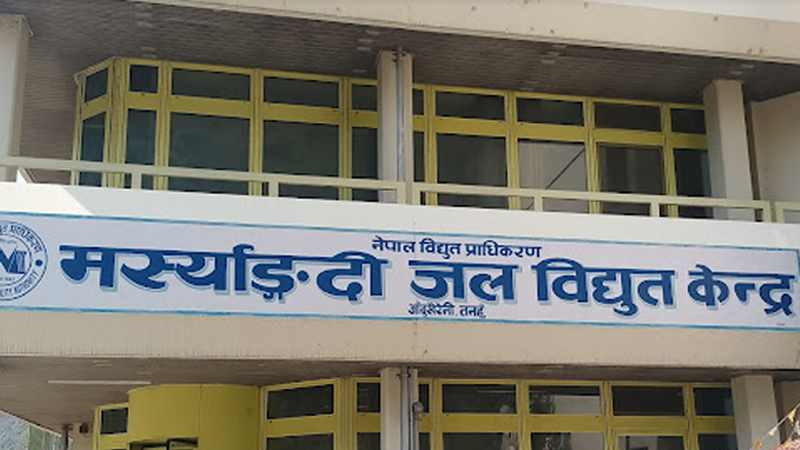 नेपाल विद्युत प्राधिकरण
मर्स्याङ्दी जल विद्युत केन्द्र
आँबुखैरेनी, तनहुँ